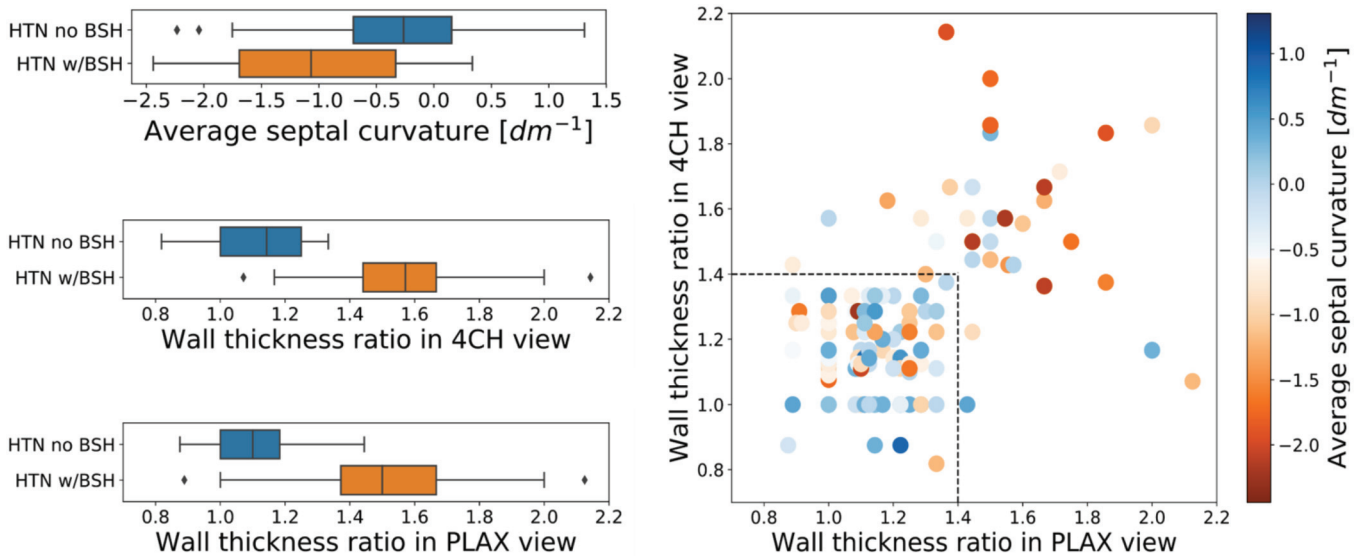 HTN no BSH
HTN w/BSH
−2.5 −2.0 −1.5 −1.0 −0.5 0.0 0.5 1.0 1.5
Average septal curvature [dm⁻¹]
HTN no BSH
HTN w/BSH
0.8 1.0 1.2 1.4 1.6 1.8 2.0 2.2
Wall thickness ratio in 4CH view
HTN no BSH
HTN w/BSH
0.8 1.0 1.2 1.4 1.6 1.8 2.0 2.2
Wall thickness ratio in PLAX view
Wall thickness ratio in 4CH view
2.2
2.0
1.8
1.6
1.4
1.2
1.0
0.8
0.8 1.0 1.2 1.4 1.6 1.8 2.0 2.2
Wall thickness ratio in PLAX view
1.0
0.5
0.0
−0.5
−1.0
−1.5
−2.0
Average septal curvature [dm⁻¹]